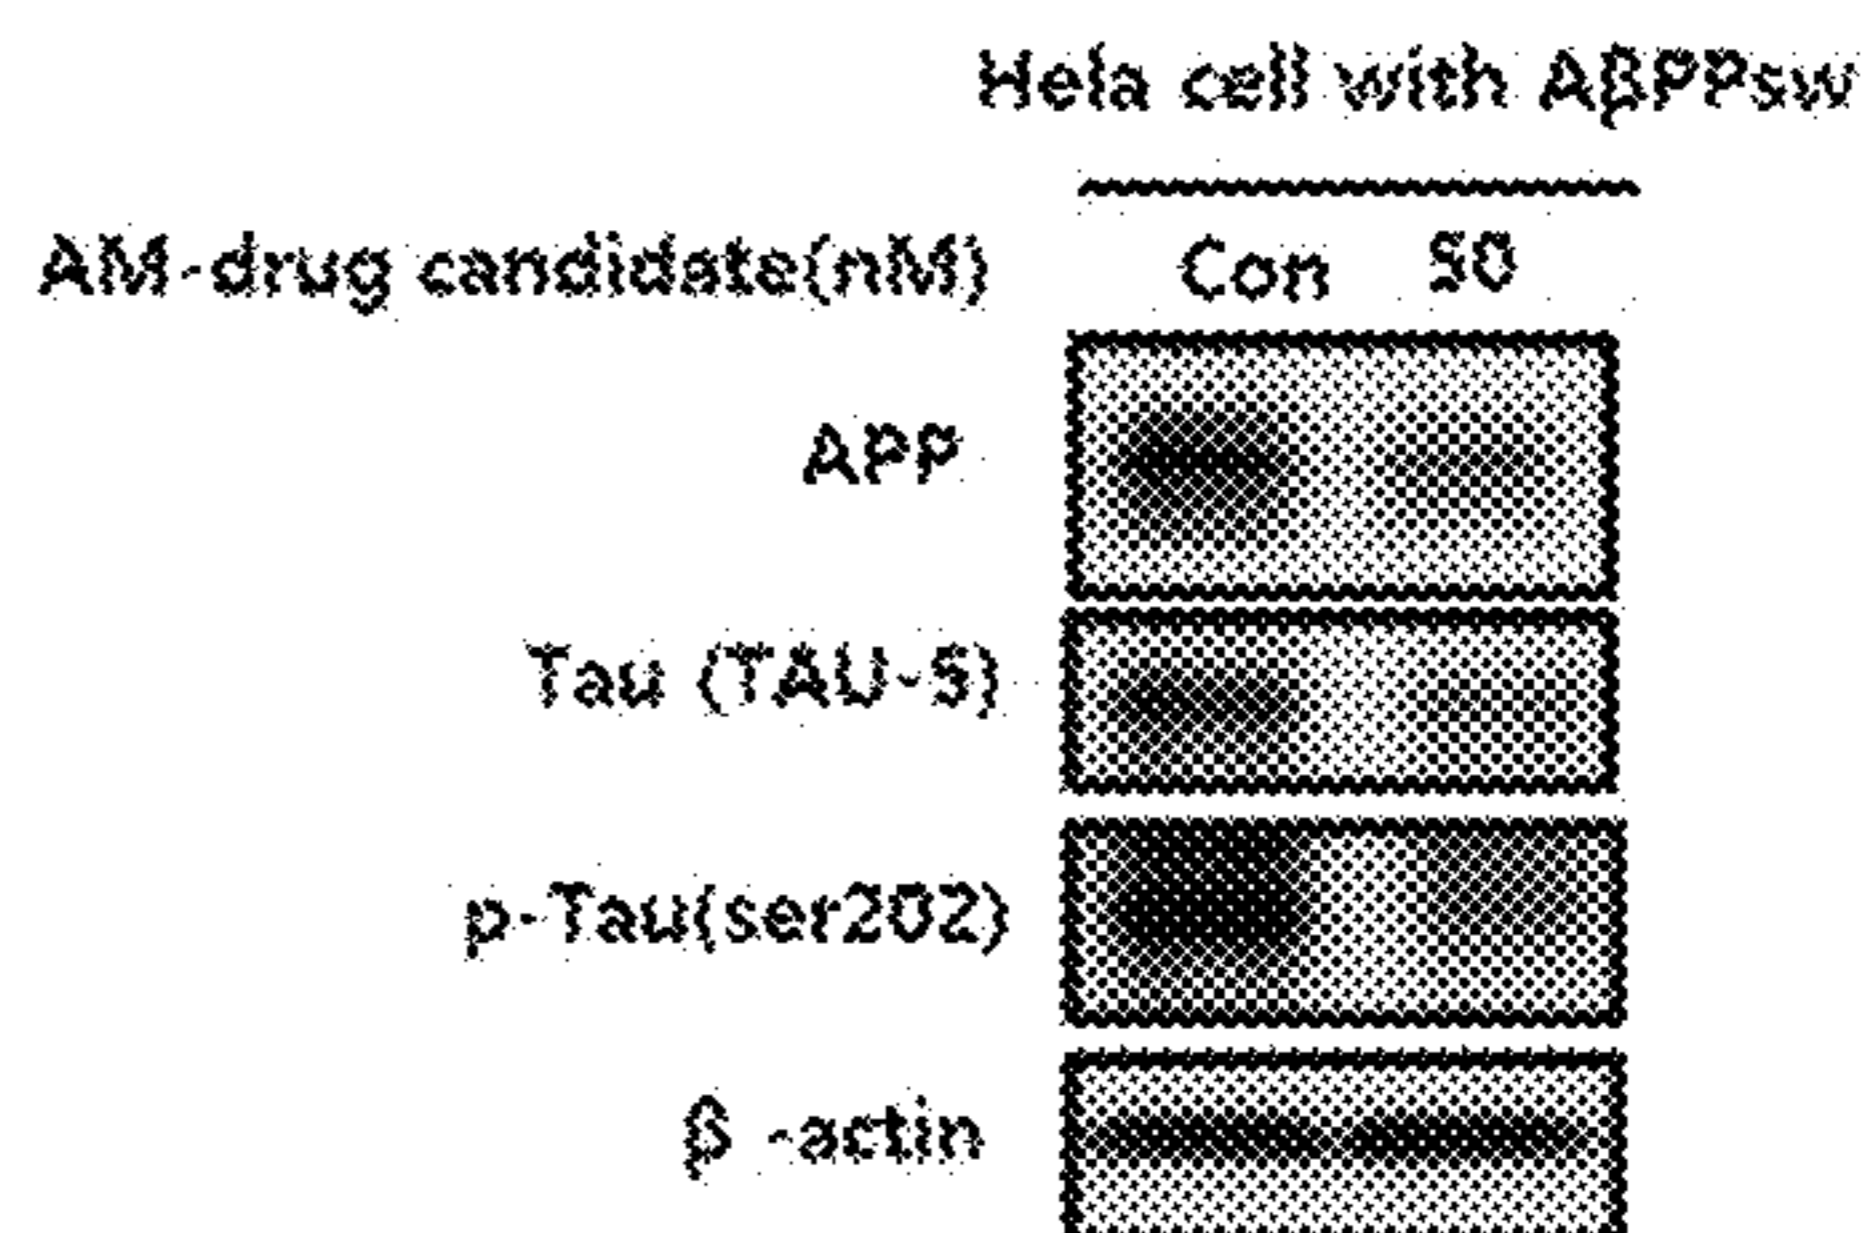 Hela cell with AβPPsw
AM-drug candidate(nM) Con 50
APP
Tau (TAU-5)
p-Tau(ser202)
β -actin